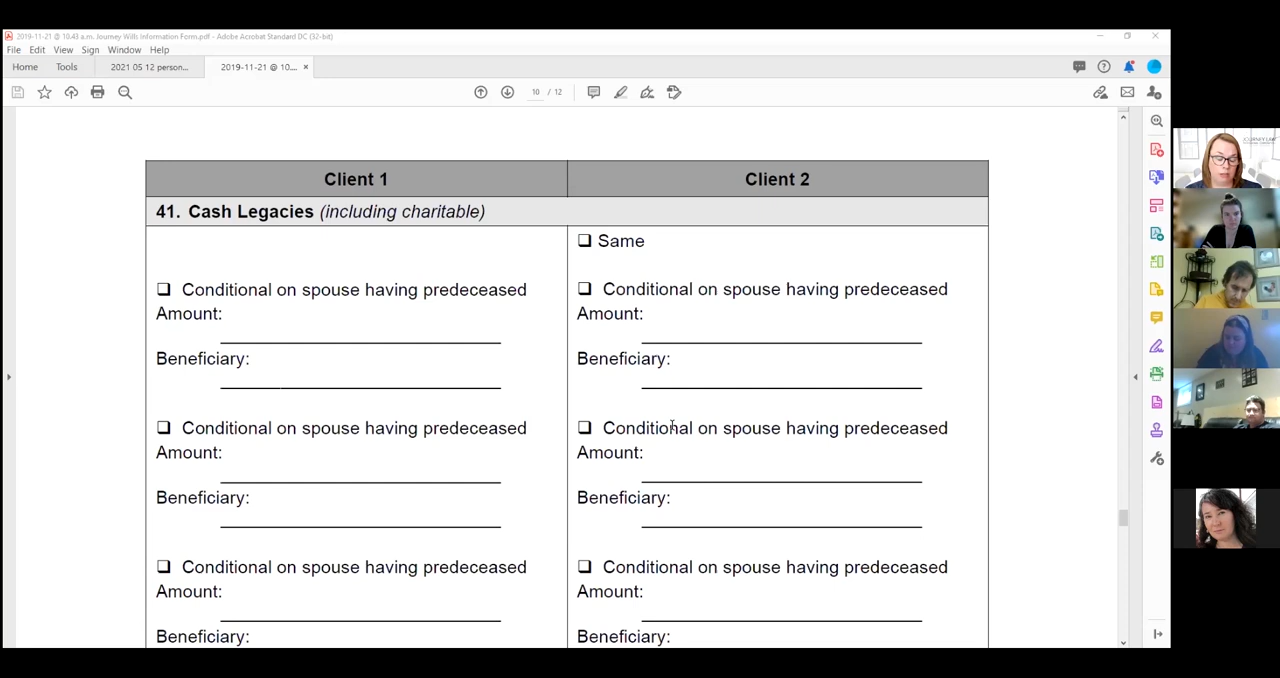 2019-11-21 @ 10.43 a.m. Journey Wills Information Form.pdf - Adobe Acrobat Standard DC (32-bit)
File Edit View Sign Window Help
Home Tools 2021 05 12 person... 2019-11-21 @ 10.... ×
10 / 12
Client 1 Client 2
41. Cash Legacies (including charitable)
❑ Same
❑ Conditional on spouse having predeceased ❑ Conditional on spouse having predeceased
Amount: Amount:
Beneficiary: Beneficiary:
❑ Conditional on spouse having predeceased ❑ Conditional on spouse having predeceased
Amount: Amount:
Beneficiary: Beneficiary:
❑ Conditional on spouse having predeceased ❑ Conditional on spouse having predeceased
Amount: Amount:
Beneficiary: Beneficiary:
JOURNEY LAW